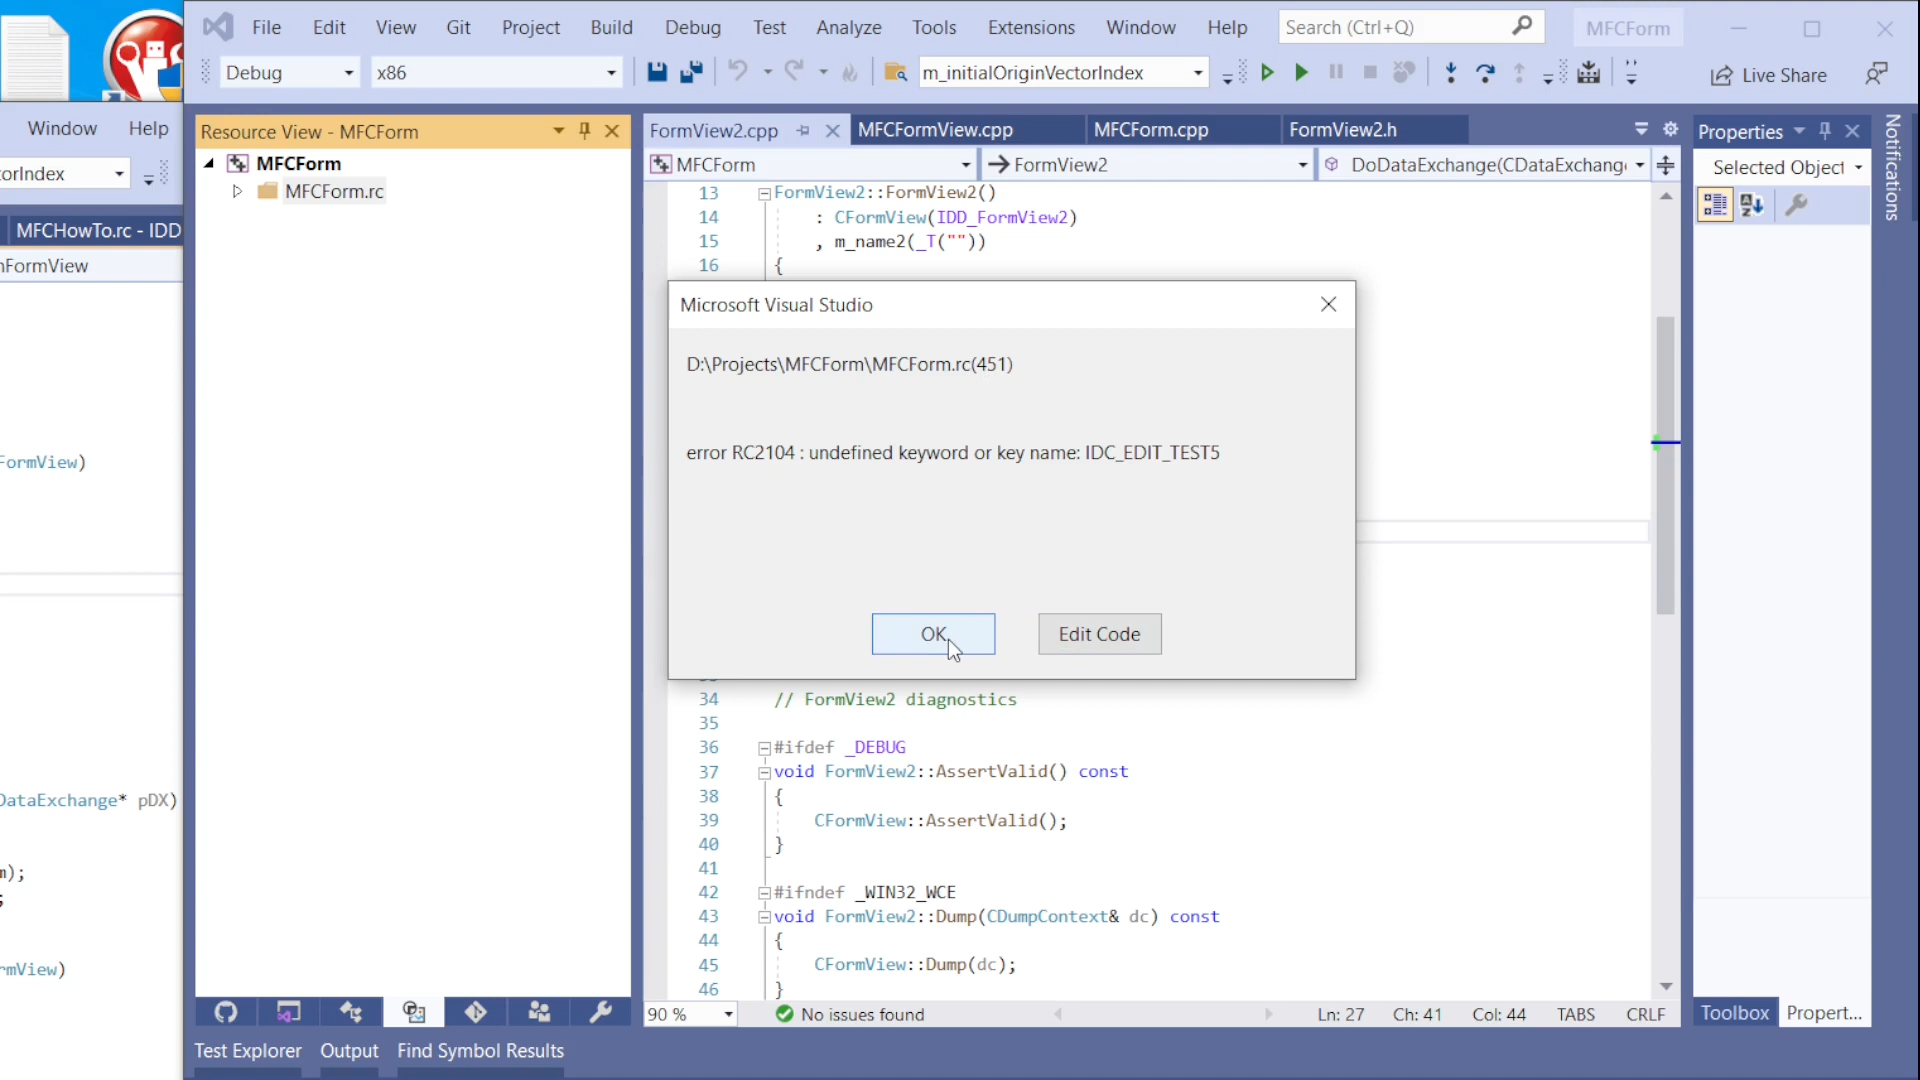 File Edit View Git Project Build Debug Test Analyze Tools Extensions Window Help Search (Ctrl+Q) MFCForm
Debug x86 m_initialOriginVectorIndex Live Share
Window Help
orIndex
MFCHowTo.rc - IDD
FormView
FormView)
DataExchange* pDX)
);
;
mView)
Resource View - MFCForm
MFCForm
MFCForm.rc
FormView2.cpp MFCFormView.cpp MFCForm.cpp FormView2.h
MFCForm FormView2 DoDataExchange(CDataExchang
13 FormView2::FormView2()
14 : CFormView(IDD_FormView2)
15 , m_name2(_T(""))
16 {
Microsoft Visual Studio
D:\Projects\MFCForm\MFCForm.rc(451)
error RC2104 : undefined keyword or key name: IDC_EDIT_TEST5
OK Edit Code
34 // FormView2 diagnostics
35
36 #ifdef _DEBUG
37 void FormView2::AssertValid() const
38 {
39 CFormView::AssertValid();
40 }
41
42 #ifndef _WIN32_WCE
43 void FormView2::Dump(CDumpContext& dc) const
44 {
45 CFormView::Dump(dc);
46 }
90 % No issues found Ln: 27 Ch: 41 Col: 44 TABS CRLF
Properties
Selected Object
Toolbox Propert...
Notifications
Test Explorer Output Find Symbol Results